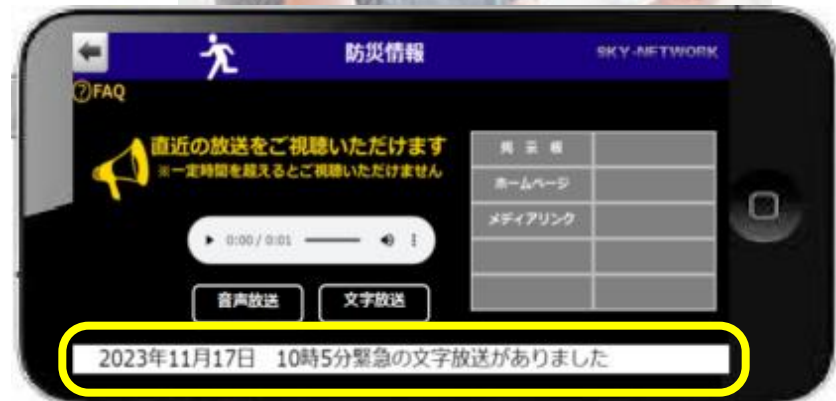 防災情報
SKY-NETWORK
?FAQ
直近の放送をご視聴いただけます
※一定時間を超えるとご視聴いただけません
掲示板
ホームページ
メディアリンク
0:00 / 0:01
音声放送
文字放送
2023年11月17日　10時5分緊急の文字放送がありました